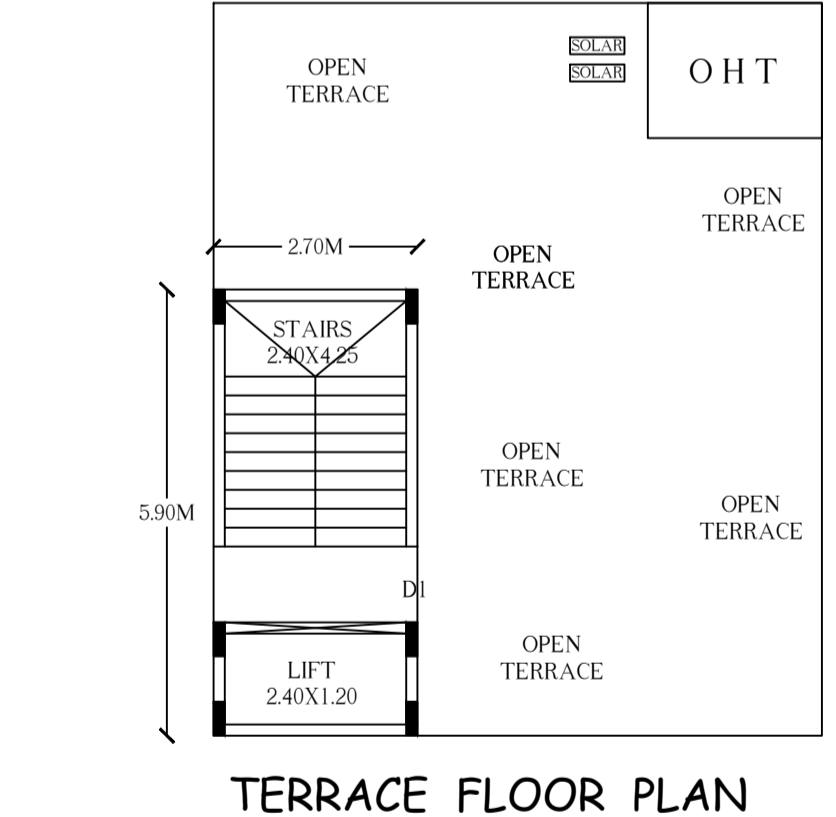 SOLAR
SOLAR
O H T
OPEN
TERRACE
OPEN
TERRACE
2.70M
OPEN
TERRACE
STAIRS
2.40X4.25
OPEN
TERRACE
5.90M
OPEN
TERRACE
D1
OPEN
TERRACE
LIFT
2.40X1.20
TERRACE FLOOR PLAN